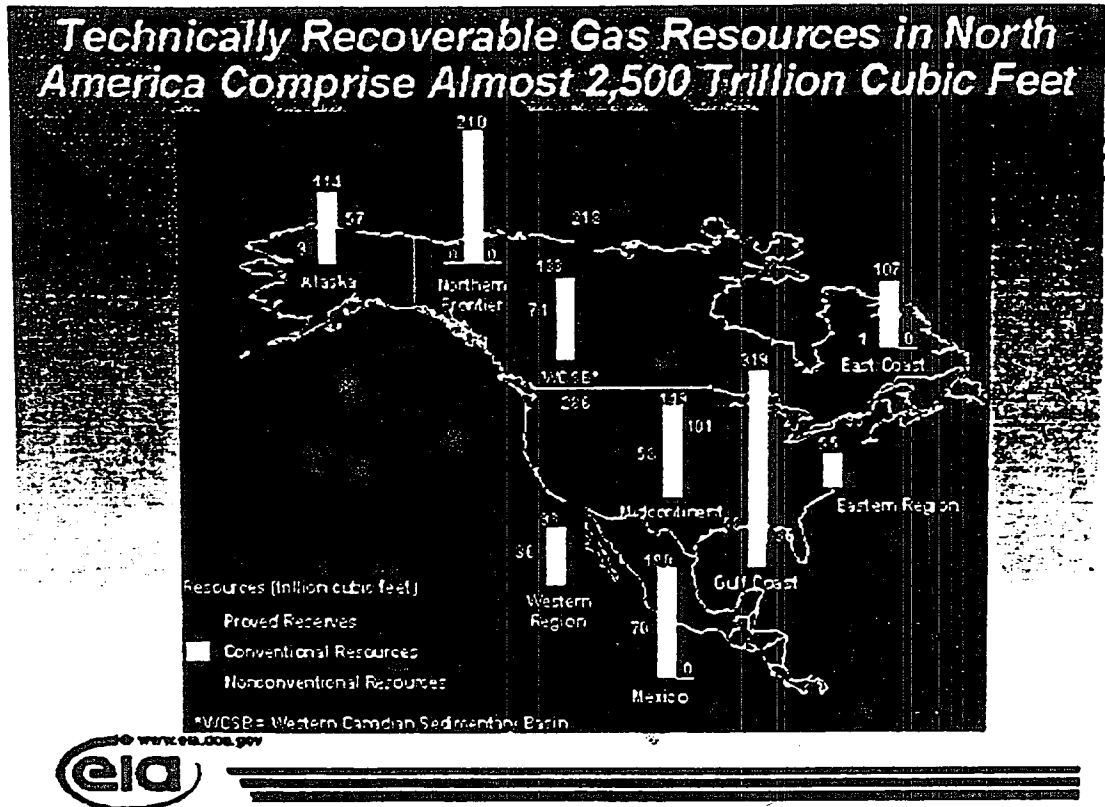 Technically Recoverable Gas Resources in North
America Comprise Almost 2,500 Trillion Cubic Feet
210
57
218
0 0
Alaska
Northern
Frontier
71
107
1 0
WCSB*
East Coast
319
101
55
Midcontinent
Eastern Region
36
Gulf Coast
Western
Region
Resources (trillion cubic feet)
Proved Reserves
70
Conventional Resources
0
Nonconventional Resources
Mexico
*WCSB = Western Canadian Sedimentary Basin
www.eia.doe.gov
eia